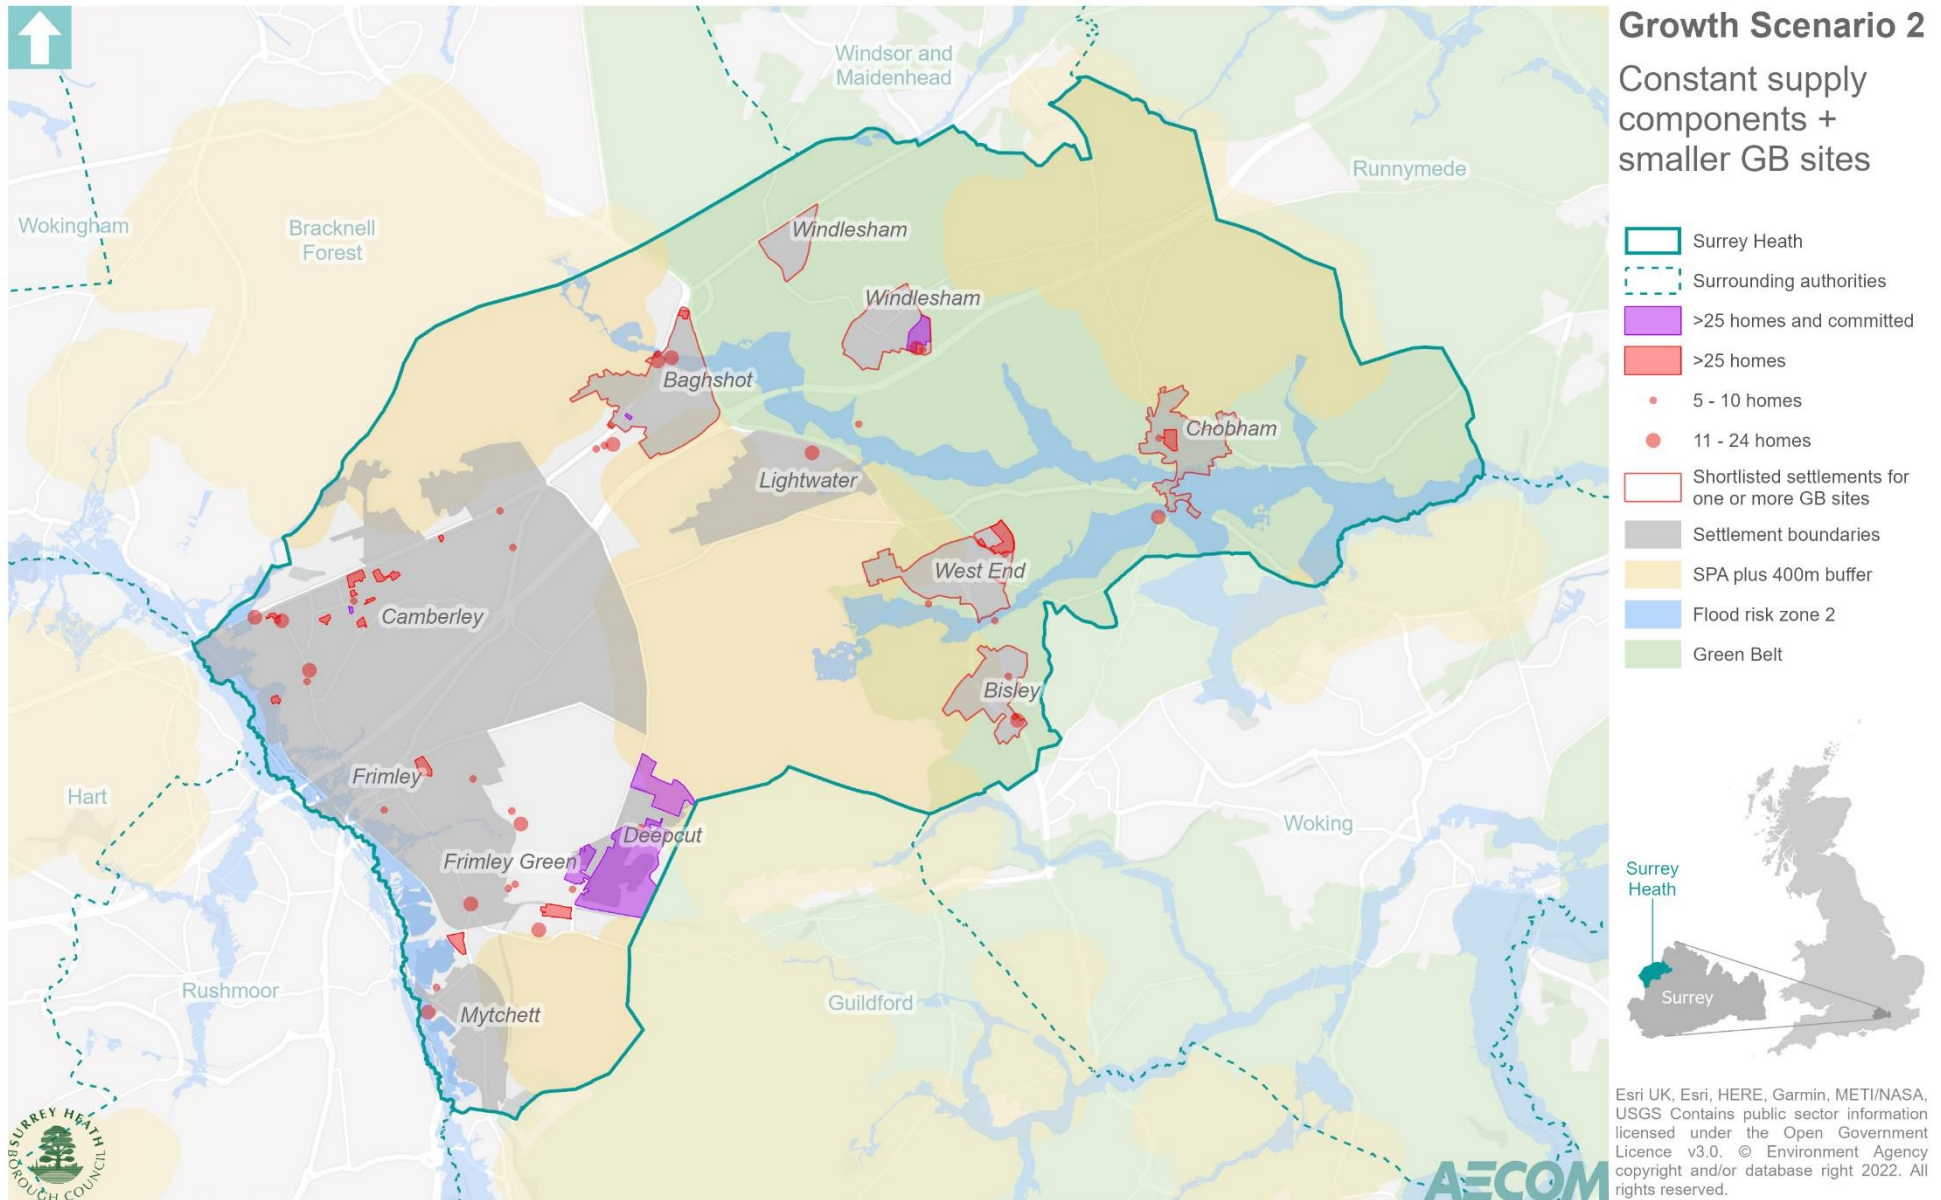 Growth Scenario 2
Constant supply
components +
smaller GB sites
Surrey Heath
Surrounding authorities
>25 homes and committed
>25 homes
5 - 10 homes
11 - 24 homes
Shortlisted settlements for
one or more GB sites
Settlement boundaries
SPA plus 400m buffer
Flood risk zone 2
Green Belt
Windsor and
Maidenhead
Runnymede
Wokingham
Bracknell
Forest
Windlesham
Windlesham
Baghshot
Chobham
Lightwater
West End
Camberley
Bisley
Frimley
Hart
Deepcut
Woking
Frimley Green
Rushmoor
Mytchett
Guildford
Surrey
Heath
Surrey
SURREY HEATH
BOROUGH COUNCIL
AECOM
Esri UK, Esri, HERE, Garmin, METI/NASA,
USGS Contains public sector information
licensed under the Open Government
Licence v3.0. © Environment Agency
copyright and/or database right 2022. All
rights reserved.